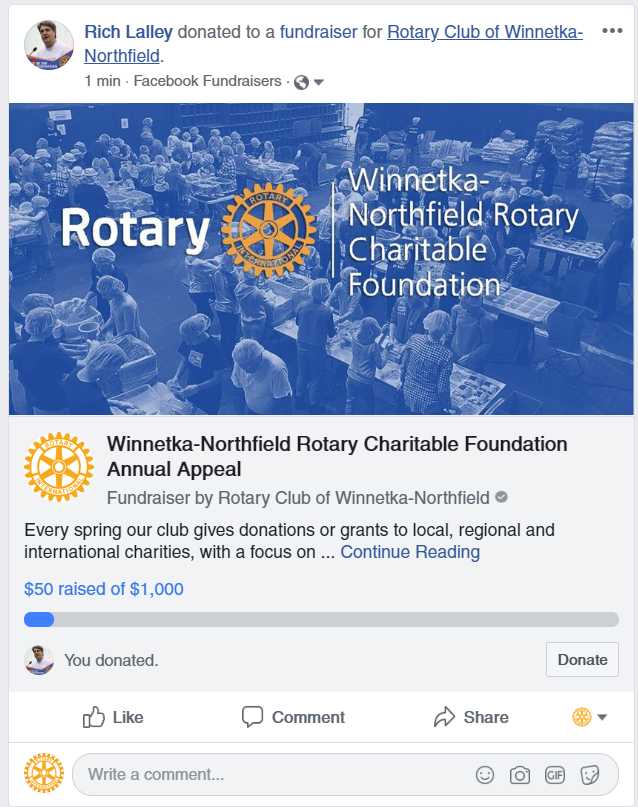 Rich Lalley donated to a fundraiser for Rotary Club of Winnetka-
Northfield.
1 min · Facebook Fundraisers ·
Rotary
ROTARY
INTERNATIONAL
Winnetka-
Northfield Rotary
Charitable
Foundation
ROTARY
INTERNATIONAL
Winnetka-Northfield Rotary Charitable Foundation
Annual Appeal
Fundraiser by Rotary Club of Winnetka-Northfield
Every spring our club gives donations or grants to local, regional and
international charities, with a focus on ... Continue Reading
$50 raised of $1,000
You donated.
Donate
Like
Comment
Share
Write a comment...
GIF